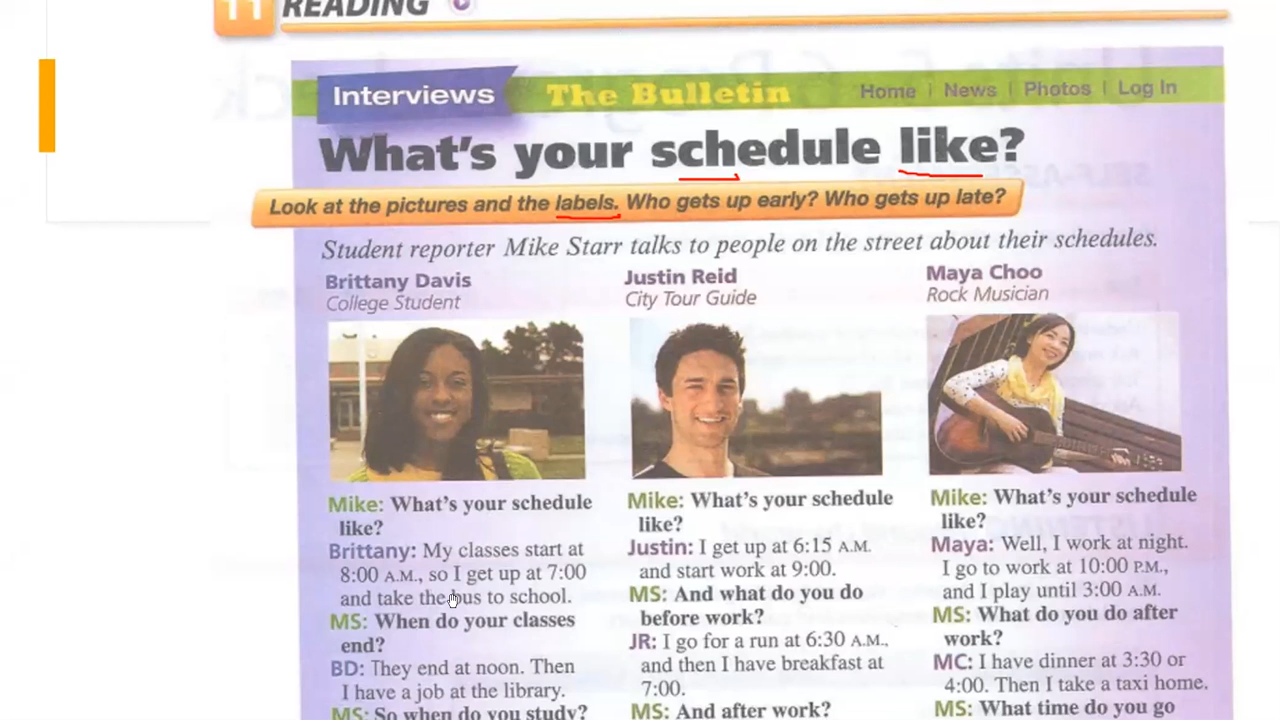 11 READING
Interviews The Bulletin Home | News | Photos | Log In
What's your schedule like?
Look at the pictures and the labels. Who gets up early? Who gets up late?
Student reporter Mike Starr talks to people on the street about their schedules.
Brittany Davis
College Student
Mike: What's your schedule
like?
Brittany: My classes start at
8:00 A.M., so I get up at 7:00
and take the bus to school.
MS: When do your classes
end?
BD: They end at noon. Then
I have a job at the library.
MS: So when do you study?
Justin Reid
City Tour Guide
Mike: What's your schedule
like?
Justin: I get up at 6:15 A.M.
and start work at 9:00.
MS: And what do you do
before work?
JR: I go for a run at 6:30 A.M.,
and then I have breakfast at
7:00.
MS: And after work?
Maya Choo
Rock Musician
Mike: What's your schedule
like?
Maya: Well, I work at night.
I go to work at 10:00 P.M.,
and I play until 3:00 A.M.
MS: What do you do after
work?
MC: I have dinner at 3:30 or
4:00. Then I take a taxi home.
MS: What time do you go